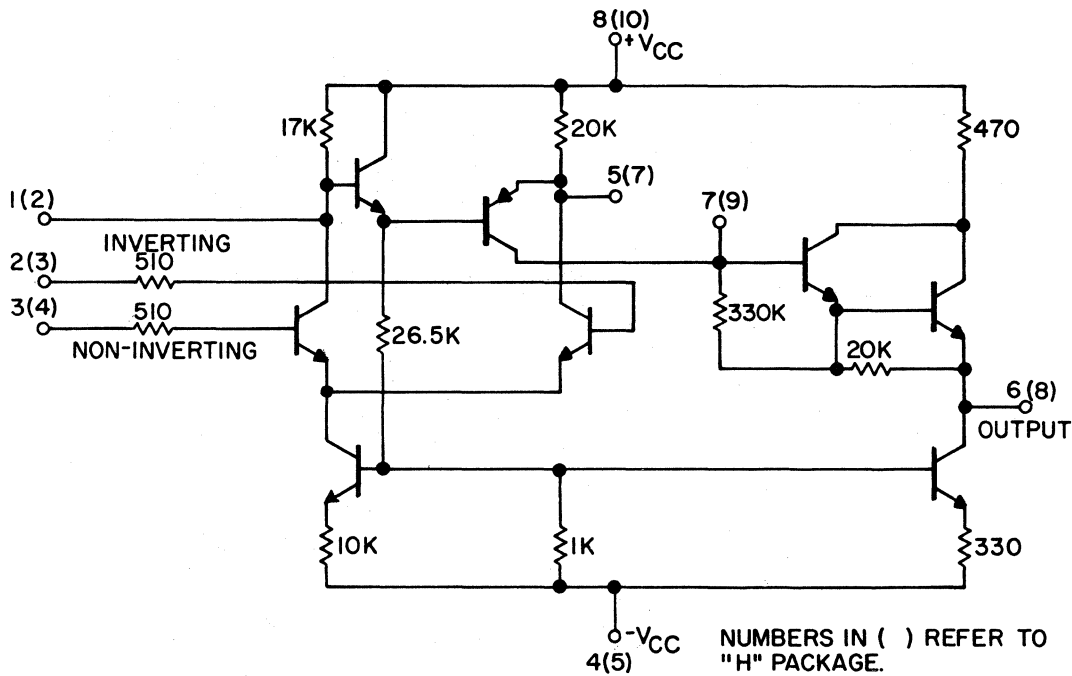 8(10)
+VCC
17K
20K
470
5(7)
1(2)
7(9)
INVERTING
2(3)
510
3(4)
510
330K
NON-INVERTING
26.5K
20K
6(8)
OUTPUT
10K
1K
330
-VCC
4(5)
NUMBERS IN ( ) REFER TO
"H" PACKAGE.